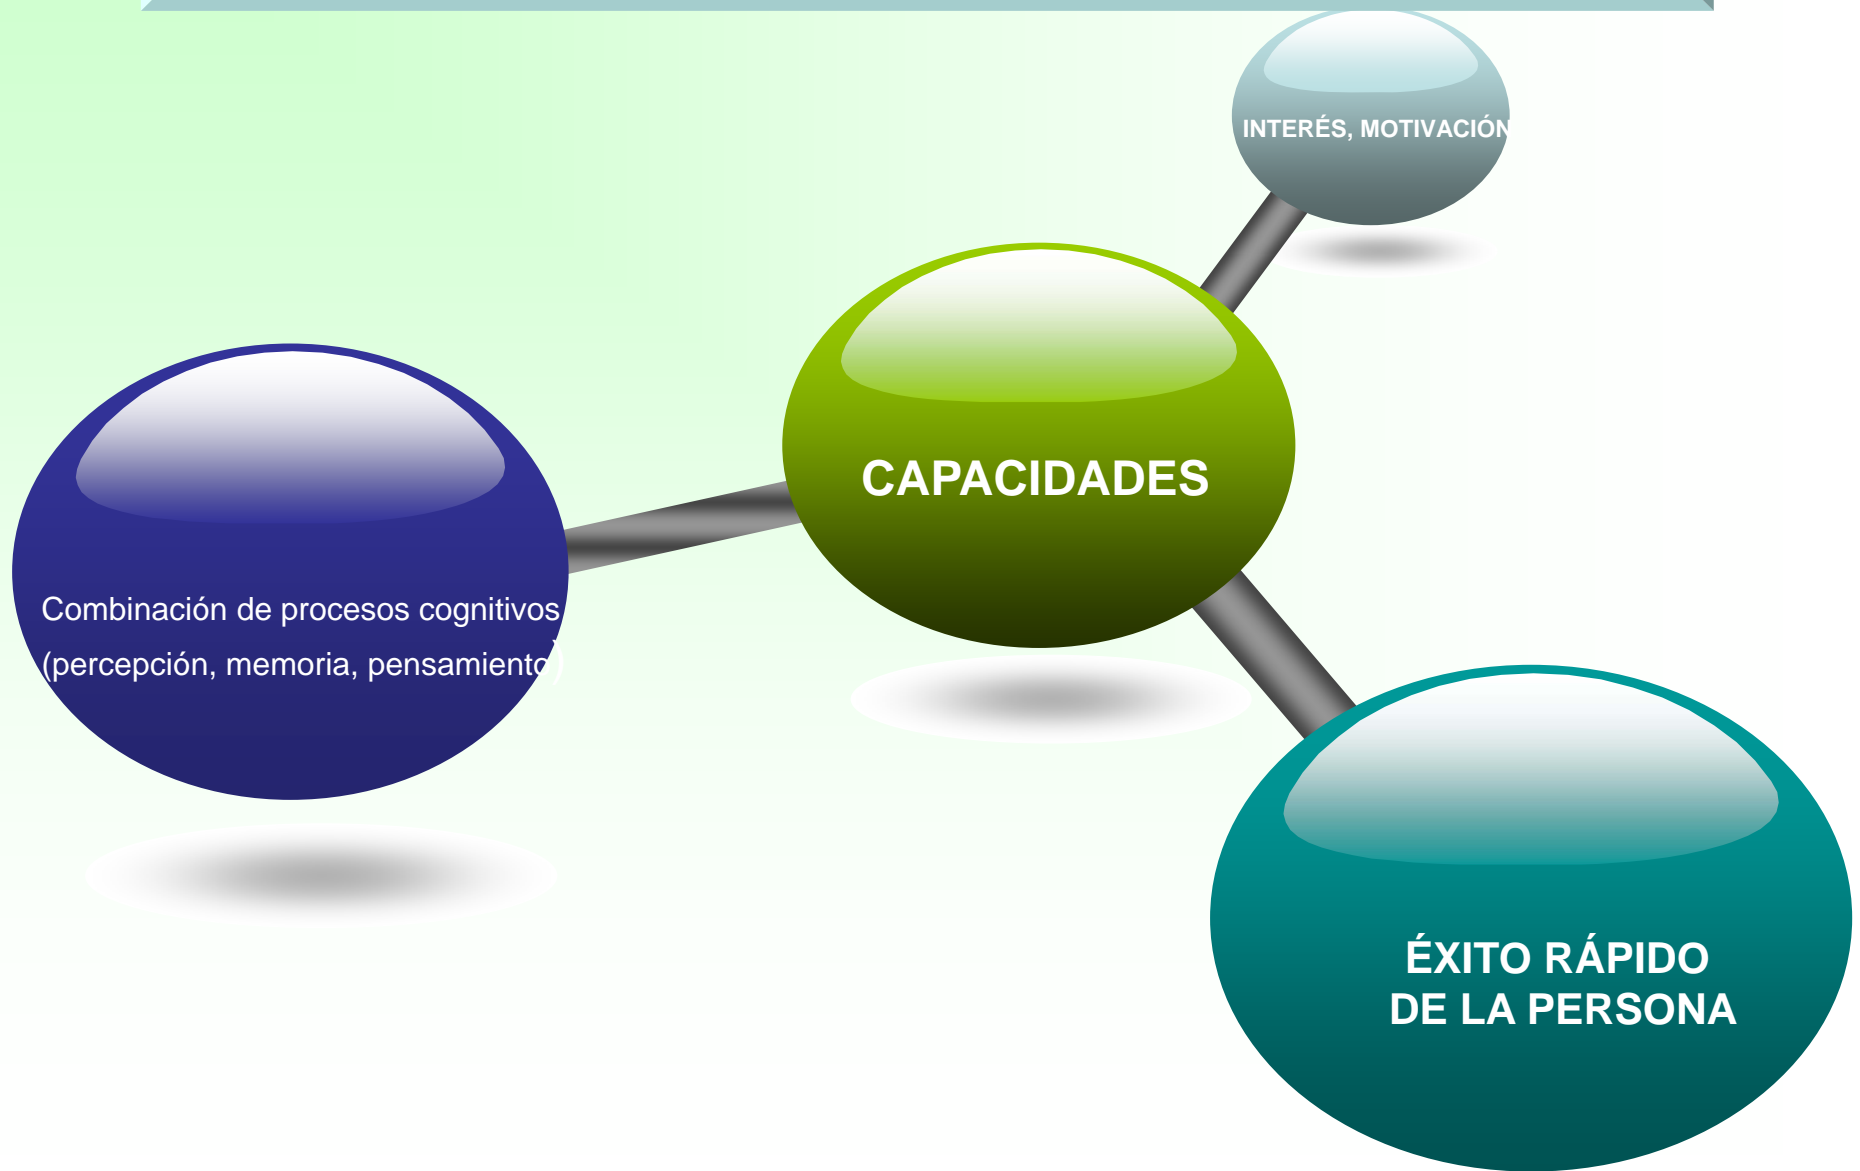 INTERÉS, MOTIVACIÓN
CAPACIDADES
Combinación de procesos cognitivos
(percepción, memoria, pensamiento)
ÉXITO RÁPIDO
DE LA PERSONA